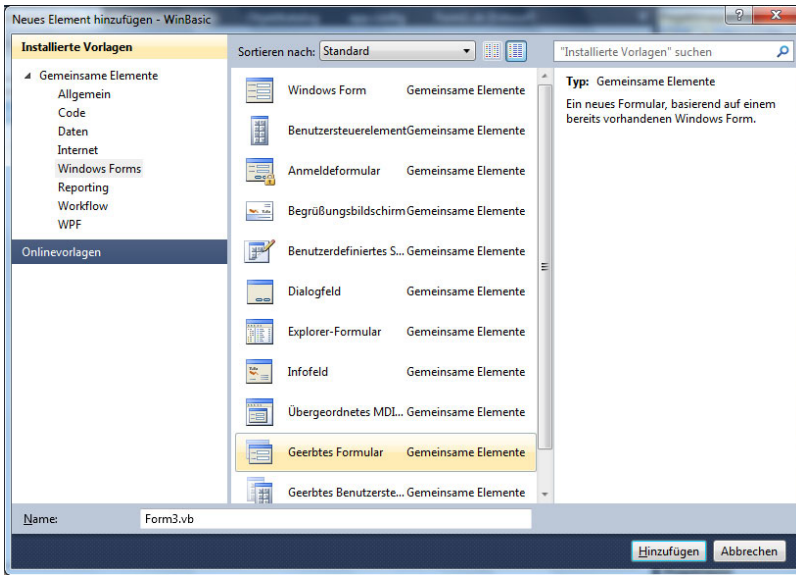 Neues Element hinzufügen - WinBasic
Installierte Vorlagen
Gemeinsame Elemente
Allgemein
Code
Daten
Internet
Windows Forms
Reporting
Workflow
WPF
Onlinevorlagen
Sortieren nach: Standard
Windows Form Gemeinsame Elemente
Benutzersteuerelement Gemeinsame Elemente
Anmeldeformular Gemeinsame Elemente
Begrüßungsbildschirm Gemeinsame Elemente
Benutzerdefiniertes S... Gemeinsame Elemente
Dialogfeld Gemeinsame Elemente
Explorer-Formular Gemeinsame Elemente
Infofeld Gemeinsame Elemente
Übergeordnetes MDI... Gemeinsame Elemente
Geerbtes Formular Gemeinsame Elemente
Geerbtes Benutzerste... Gemeinsame Elemente
"Installierte Vorlagen" suchen
Typ: Gemeinsame Elemente
Ein neues Formular, basierend auf einem
bereits vorhandenen Windows Form.
Name: Form3.vb
Hinzufügen Abbrechen